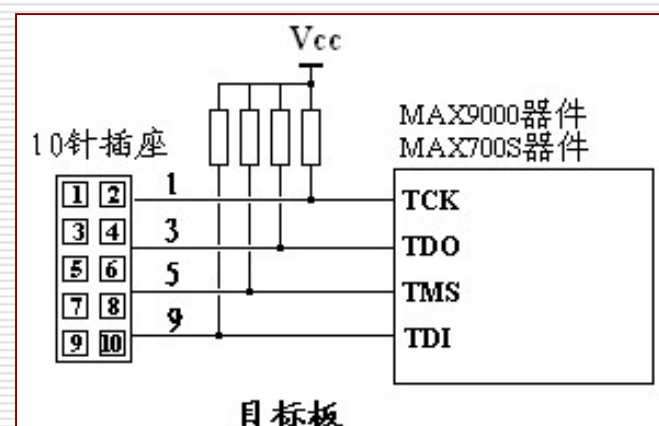 Vcc
10针插座
MAX9000器件
MAX700S器件
1 2
3 4
5 6
7 8
9 10
1
3
5
9
TCK
TDO
TMS
TDI
目标板